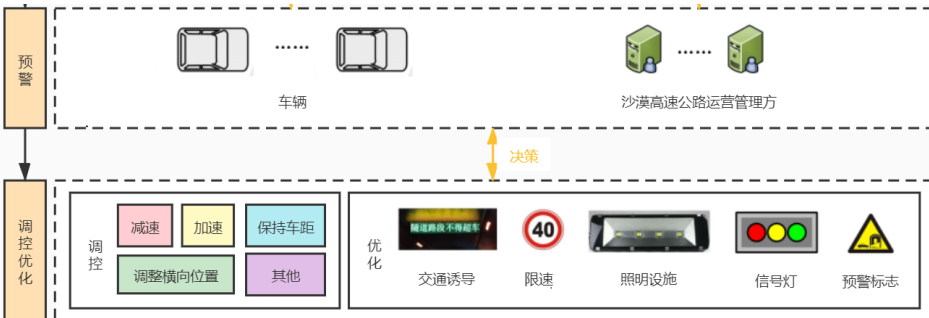 预警
……
……
车辆
沙漠高速公路运营管理方
决策
调控优化
调控
减速
加速
保持车距
调整横向位置
其他
优化
隧道路段不得超车
40
交通诱导
限速
照明设施
信号灯
预警标志